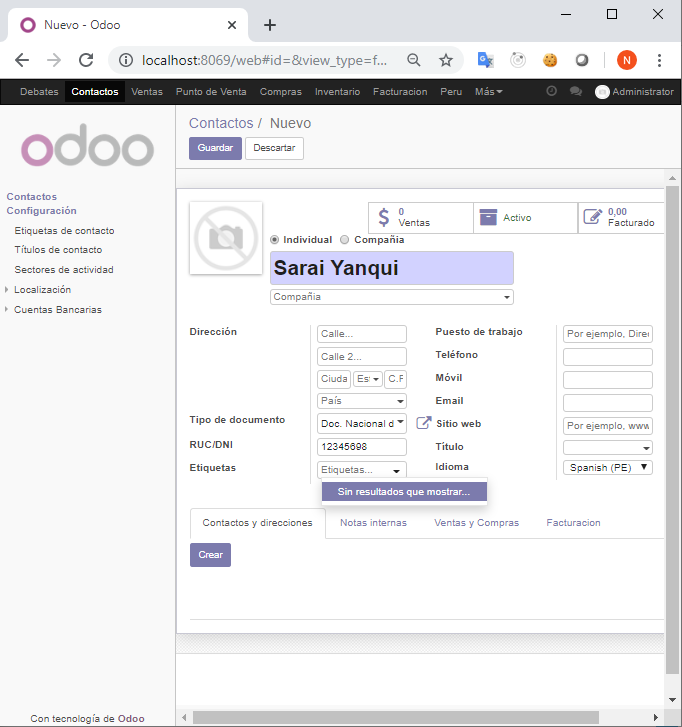 Nuevo - Odoo
localhost:8069/web#id=&view_type=f...
N
Debates Contactos Ventas Punto de Venta Compras Inventario Facturacion Peru Más Administrator
odoo
Contactos / Nuevo
Guardar Descartar
Contactos
Configuración
Etiquetas de contacto
Títulos de contacto
Sectores de actividad
Localización
Cuentas Bancarias
Con tecnología de Odoo
0
Ventas
Activo
0,00
Facturado
Individual Compañia
Sarai Yanqui
Compañia
Dirección
Calle...
Calle 2...
Ciuda Es C.F
País
Tipo de documento Doc. Nacional d
RUC/DNI 12345698
Etiquetas Etiquetas...
Sin resultados que mostrar...
Puesto de trabajo Por ejemplo, Dire
Teléfono
Móvil
Email
Sitio web Por ejemplo, www
Título
Idioma Spanish (PE)
Contactos y direcciones Notas internas Ventas y Compras Facturacion
Crear